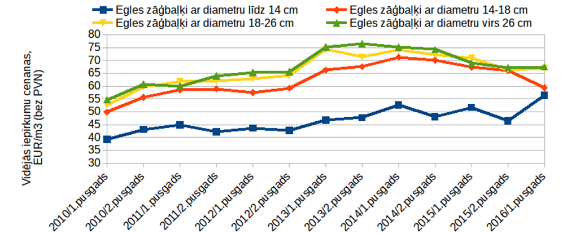 Egles zāģbaļķi ar diametru līdz 14 cm
Egles zāģbaļķi ar diametru 14-18 cm
Egles zāģbaļķi ar diametru 18-26 cm
Egles zāģbaļķi ar diametru virs 26 cm
Vidējās iepirkumu cenamas,
EUR/m3 (bez PVN)
80
75
70
65
60
55
50
45
40
35
30
2010/1.pusgads
2010/2.pusgads
2011/1.pusgads
2011/2.pusgads
2012/1.pusgads
2012/2.pusgads
2013/1.pusgads
2013/2.pusgads
2014/1.pusgads
2014/2.pusgads
2015/1.pusgads
2015/2.pusgads
2016/1.pusgads